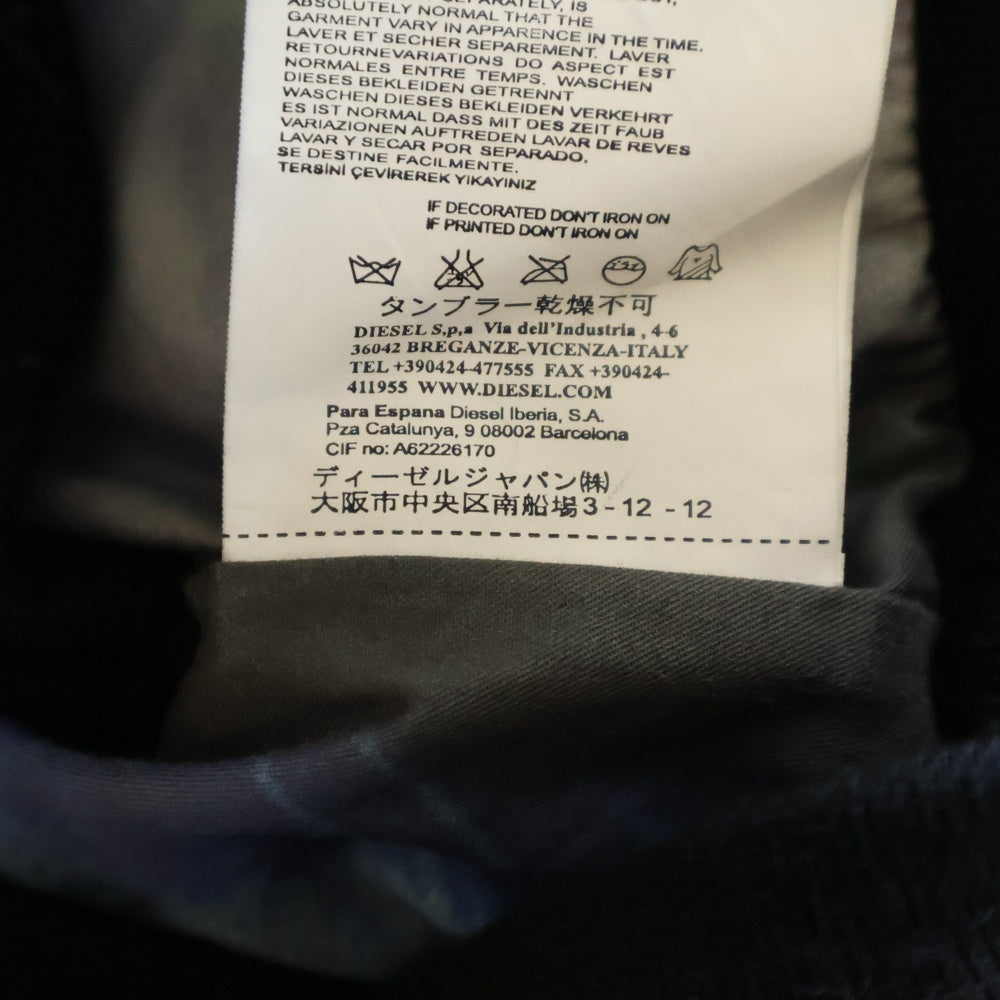 SEPARATELY, IS
ABSOLUTELY NORMAL THAT THE
GARMENT VARY IN APPARENCE IN THE TIME.
LAVER ET SECHER SEPAREMENT. LAVER
RETOURNEVARIATIONS DO ASPECT EST
NORMALES ENTRE TEMPS. WASCHEN
DIESES BEKLEIDEN GETRENNT
WASCHEN DIESES BEKLEIDEN VERKEHRT
ES IST NORMAL DASS MIT DES ZEIT FAUB
VARIAZIONEN AUFTREDEN LAVAR DE REVES
LAVAR Y SECAR POR SEPARADO.
SE DESTINE FACILMENTE.
TERSİNİ ÇEVİREREK YIKAYINIZ
IF DECORATED DON'T IRON ON
IF PRINTED DON'T IRON ON
タンブラー乾燥不可
DIESEL S,p,a Via dell'Industria , 4-6
36042 BREGANZE-VICENZA-ITALY
TEL +390424-477555 FAX +390424-
411955 WWW.DIESEL.COM
Para Espana Diesel Iberia, S.A.
Pza Catalunya, 9 08002 Barcelona
CIF no: A62226170
ディーゼルジャパン(株)
大阪市中央区南船場3-12-12